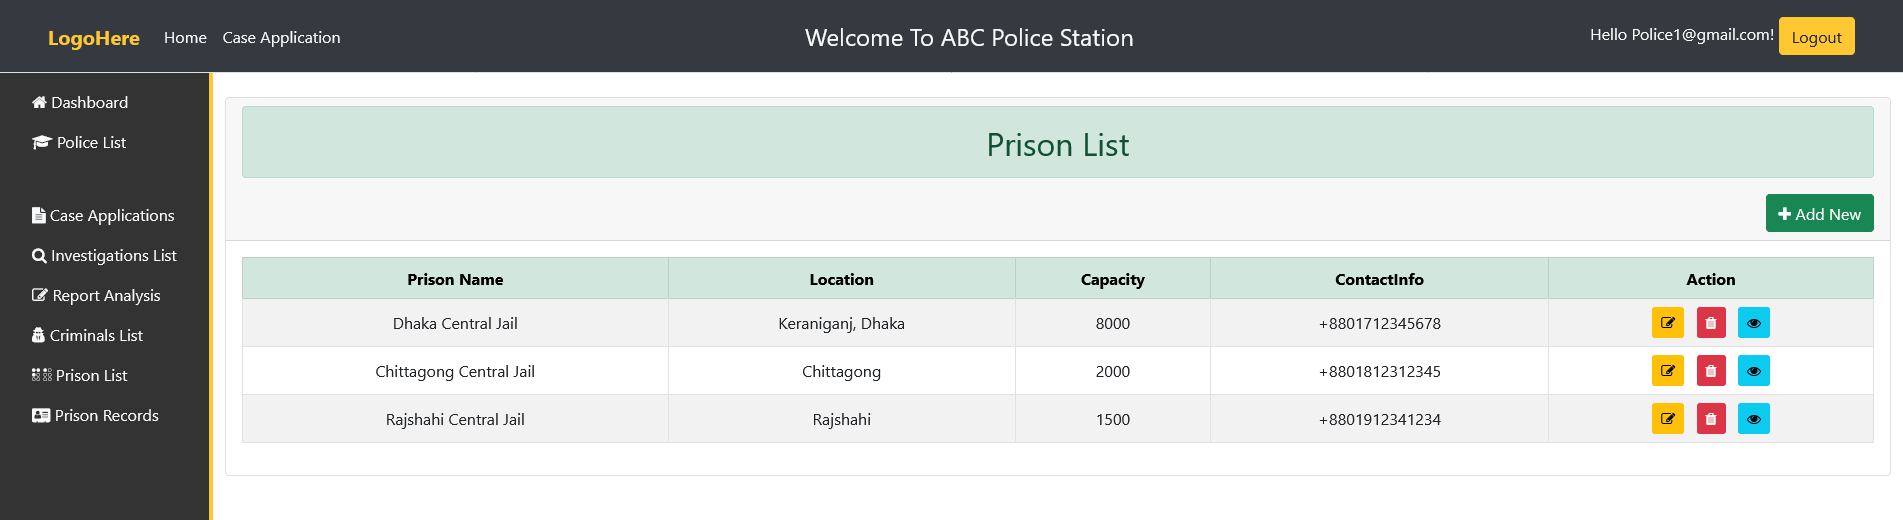 LogoHere Home Case Application Welcome To ABC Police Station Hello Police1@gmail.com! Logout
Dashboard
Police List
Case Applications
Investigations List
Report Analysis
Criminals List
Prison List
Prison Records
Prison List
Add New
Prison Name Location Capacity ContactInfo Action
Dhaka Central Jail Keraniganj, Dhaka 8000 +8801712345678
Chittagong Central Jail Chittagong 2000 +8801812312345
Rajshahi Central Jail Rajshahi 1500 +8801912341234